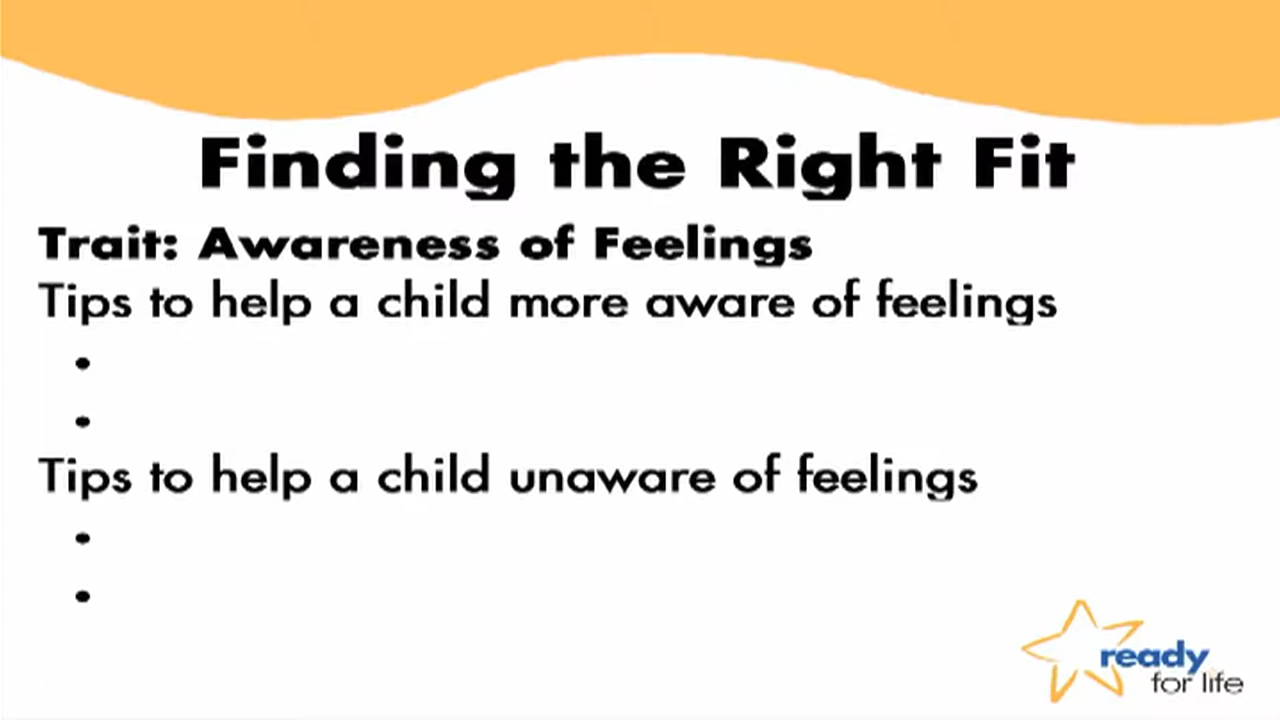 Finding the Right Fit
Trait: Awareness of Feelings
Tips to help a child more aware of feelings
•
•
Tips to help a child unaware of feelings
•
•
ready
for life